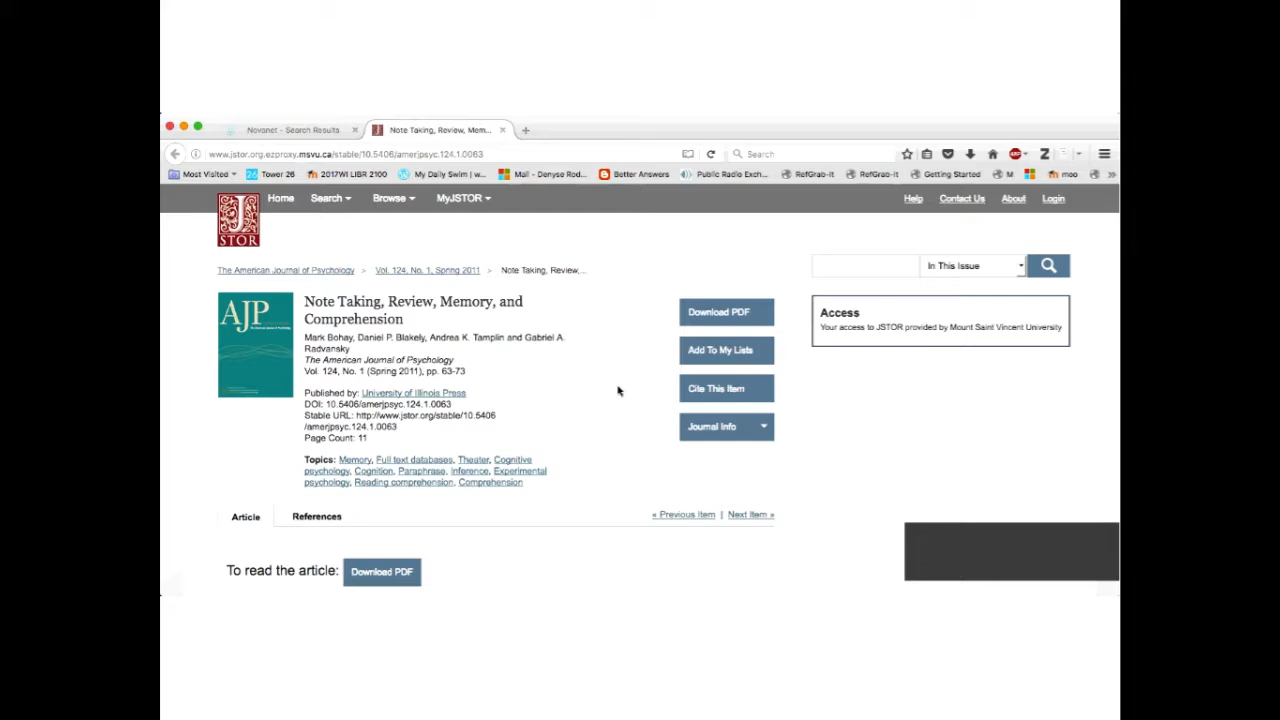 Novanet - Search Results
Note Taking, Review, Mem...
www.jstor.org.ezproxy.msvu.ca/stable/10.5406/amerjpsyc.124.1.0063
Search
ABP
Z
Most Visited
26 Tower 26
2017WI LIBR 2100
My Daily Swim | w...
Mail - Denyse Rod...
Better Answers
Public Radio Exch...
RefGrab-It
RefGrab-It
Getting Started
M
moo
JSTOR
Home
Search
Browse
MyJSTOR
Help
Contact Us
About
Login
The American Journal of Psychology > Vol. 124, No. 1, Spring 2011 > Note Taking, Review,...
In This Issue
AJP
The American Journal of Psychology
Note Taking, Review, Memory, and
Comprehension
Mark Bohay, Daniel P. Blakely, Andrea K. Tamplin and Gabriel A.
Radvansky
The American Journal of Psychology
Vol. 124, No. 1 (Spring 2011), pp. 63-73
Published by: University of Illinois Press
DOI: 10.5406/amerjpsyc.124.1.0063
Stable URL: http://www.jstor.org/stable/10.5406
/amerjpsyc.124.1.0063
Page Count: 11
Topics: Memory, Full text databases, Theater, Cognitive
psychology, Cognition, Paraphrase, Inference, Experimental
psychology, Reading comprehension, Comprehension
Download PDF
Add To My Lists
Cite This Item
Journal Info
Access
Your access to JSTOR provided by Mount Saint Vincent University
Article
References
« Previous Item | Next Item »
To read the article: Download PDF